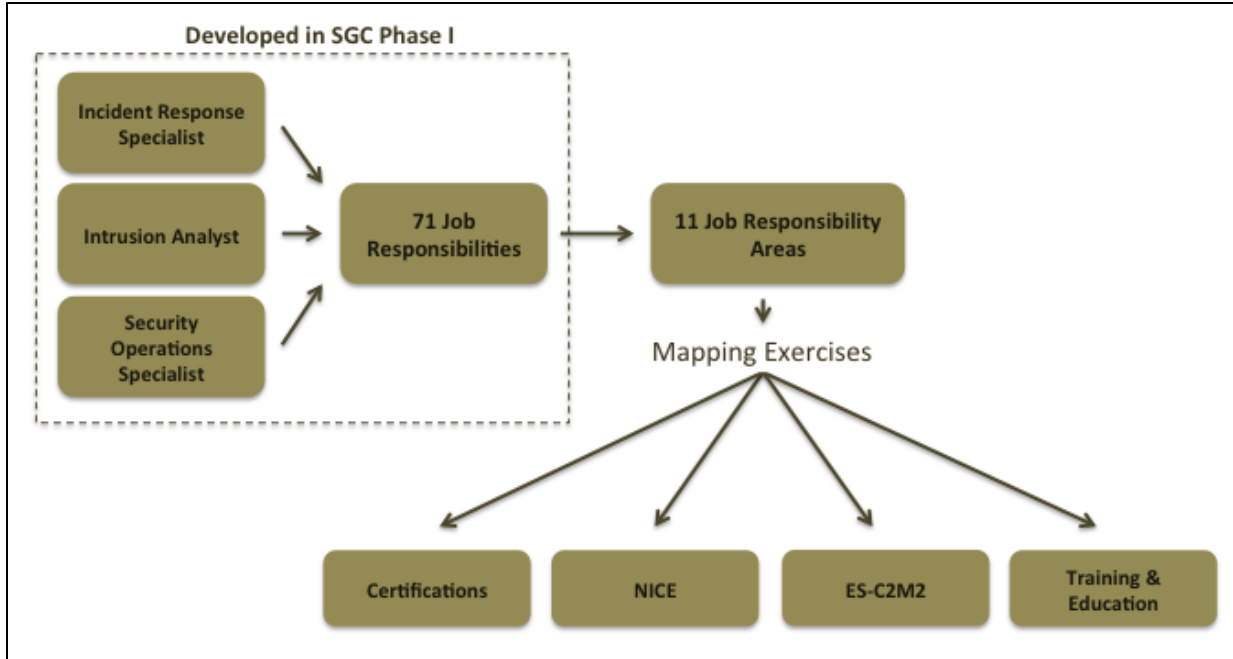 Developed in SGC Phase I
Incident Response
Specialist
Intrusion Analyst
Security
Operations
Specialist
71 Job
Responsibilities
11 Job Responsibility
Areas
Mapping Exercises
Certifications
NICE
ES-C2M2
Training &
Education